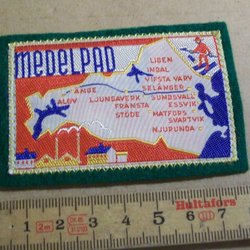 MEDELPAD
LIDEN
INDAL
VIFSTA VARV
SELÅNGER
ÅNGE
SUNDSVALL
ALBY LJUNGAVERK
ESSVIK
FRÄNSTA
MATFORS
STÖDE
SVARTVIK
NJURUNDA
Hultafors
1 2m 2 3 4 5 6 7